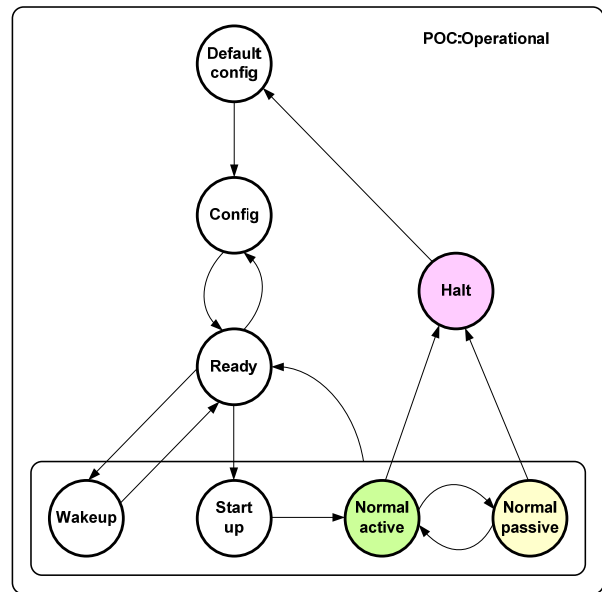 POC:Operational
Default
config
Config
Halt
Ready
Wakeup
Start
up
Normal
active
Normal
passive